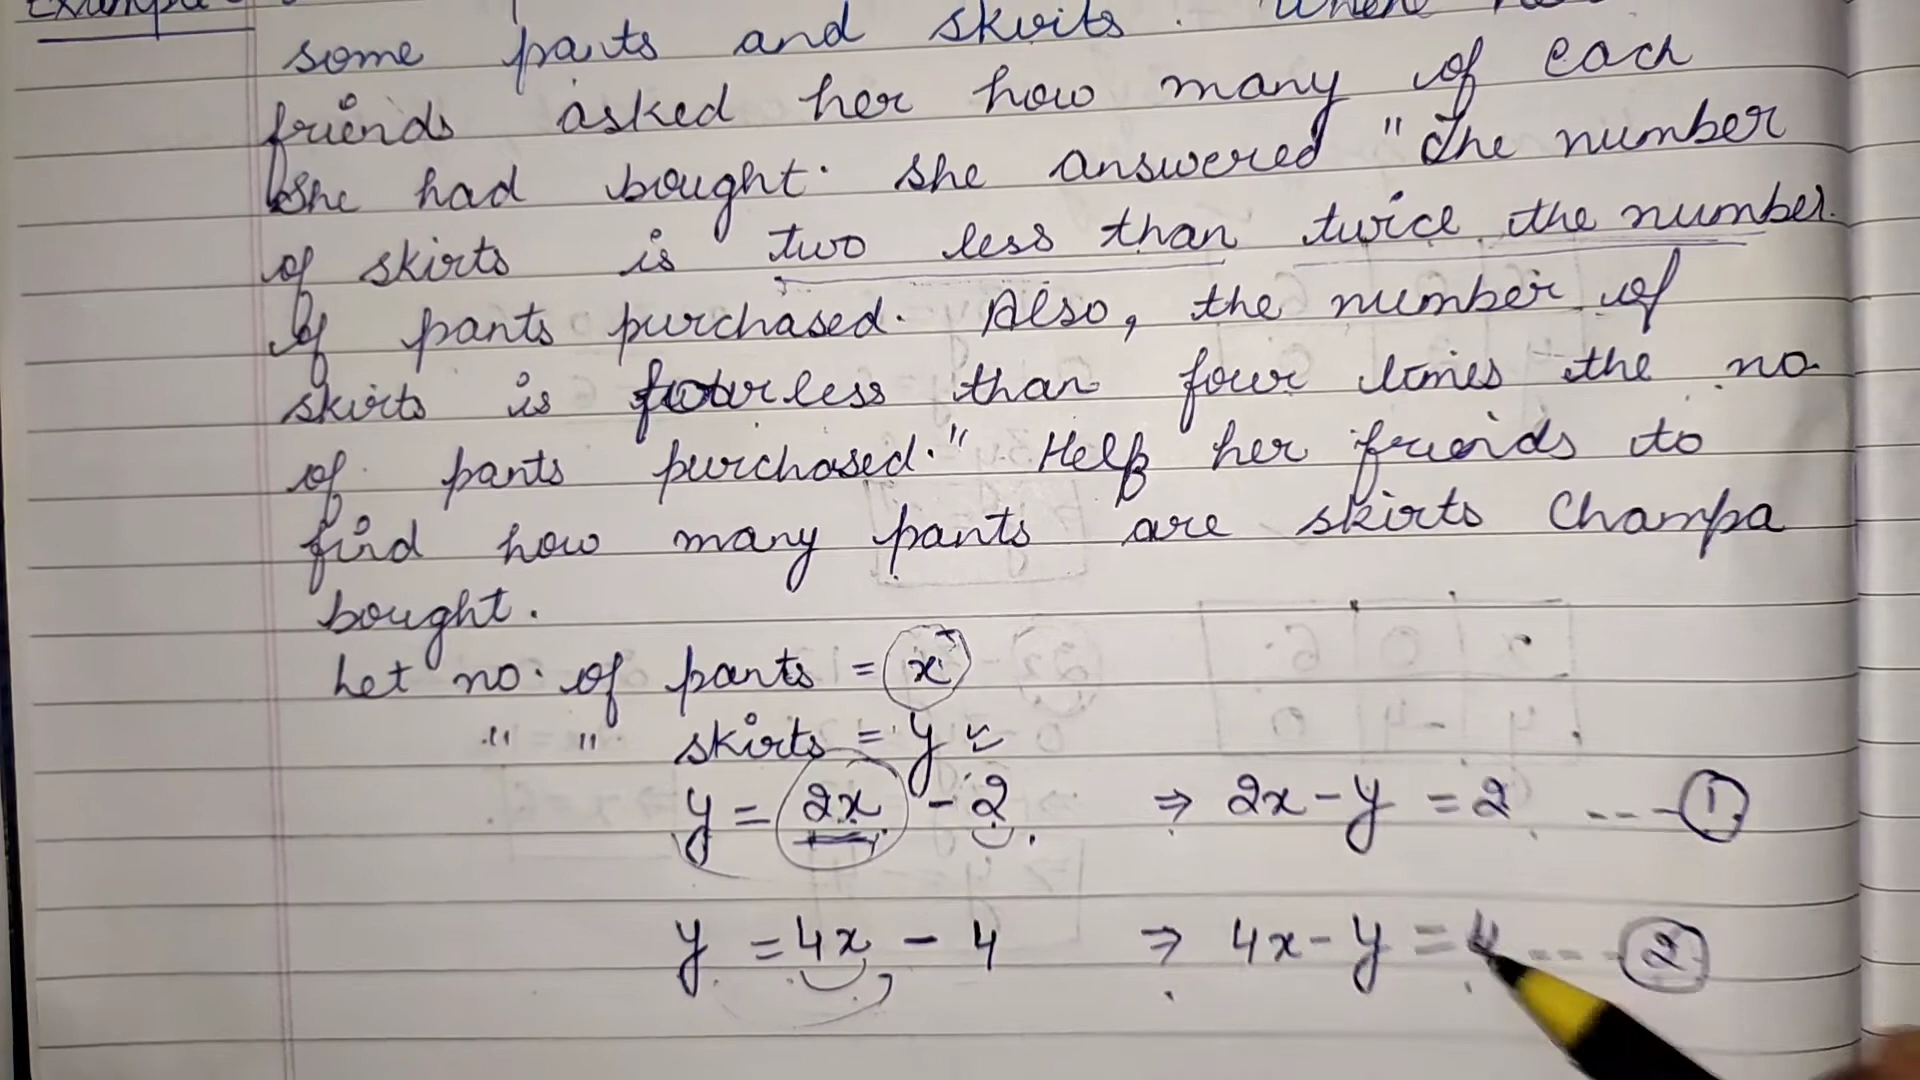 Example
some pants and skirts. When
friends asked her how many of each
she had bought. she answered "The number
of skirts is two less than twice the number
of pants purchased. Also, the number of
skirts is four less than four times the no.
of pants purchased." Help her friends to
find how many pants are skirts Champa
bought.
Let no. of pants = x
" " skirts = y
y = 2x - 2 ⇒ 2x - y = 2 --- ①
y = 4x - 4 ⇒ 4x - y = 4 --- ②